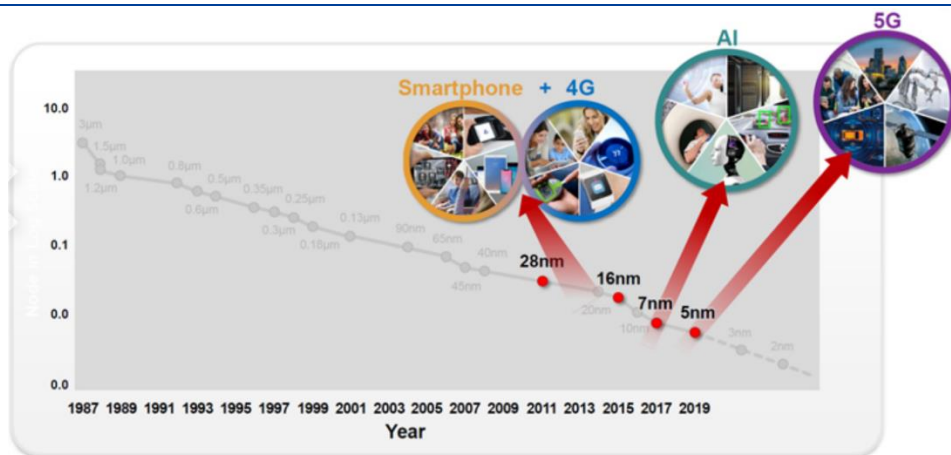 5G
AI
Smartphone + 4G
10.0
3µm
1.5µm
1.0µm
1.0
1.2µm
0.8µm
0.6µm
0.5µm
0.35µm
0.3µm
0.25µm
0.18µm
0.13µm
0.1
90nm
65nm
45nm
40nm
28nm
20nm
16nm
10nm
7nm
5nm
3nm
2nm
0.0
0.0
1987 1989 1991 1993 1995 1997 1999 2001 2003 2005 2007 2009 2011 2013 2015 2017 2019
Year